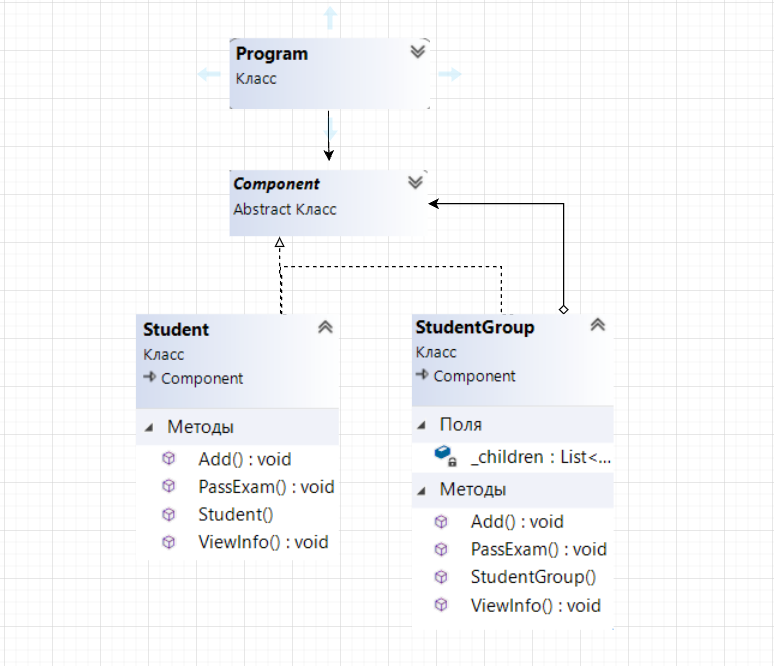 Program
Класс
Component
Abstract Класс
Student
Класс
Component
Методы
Add() : void
PassExam() : void
Student()
ViewInfo() : void
StudentGroup
Класс
Component
Поля
_children : List<...
Методы
Add() : void
PassExam() : void
StudentGroup()
ViewInfo() : void